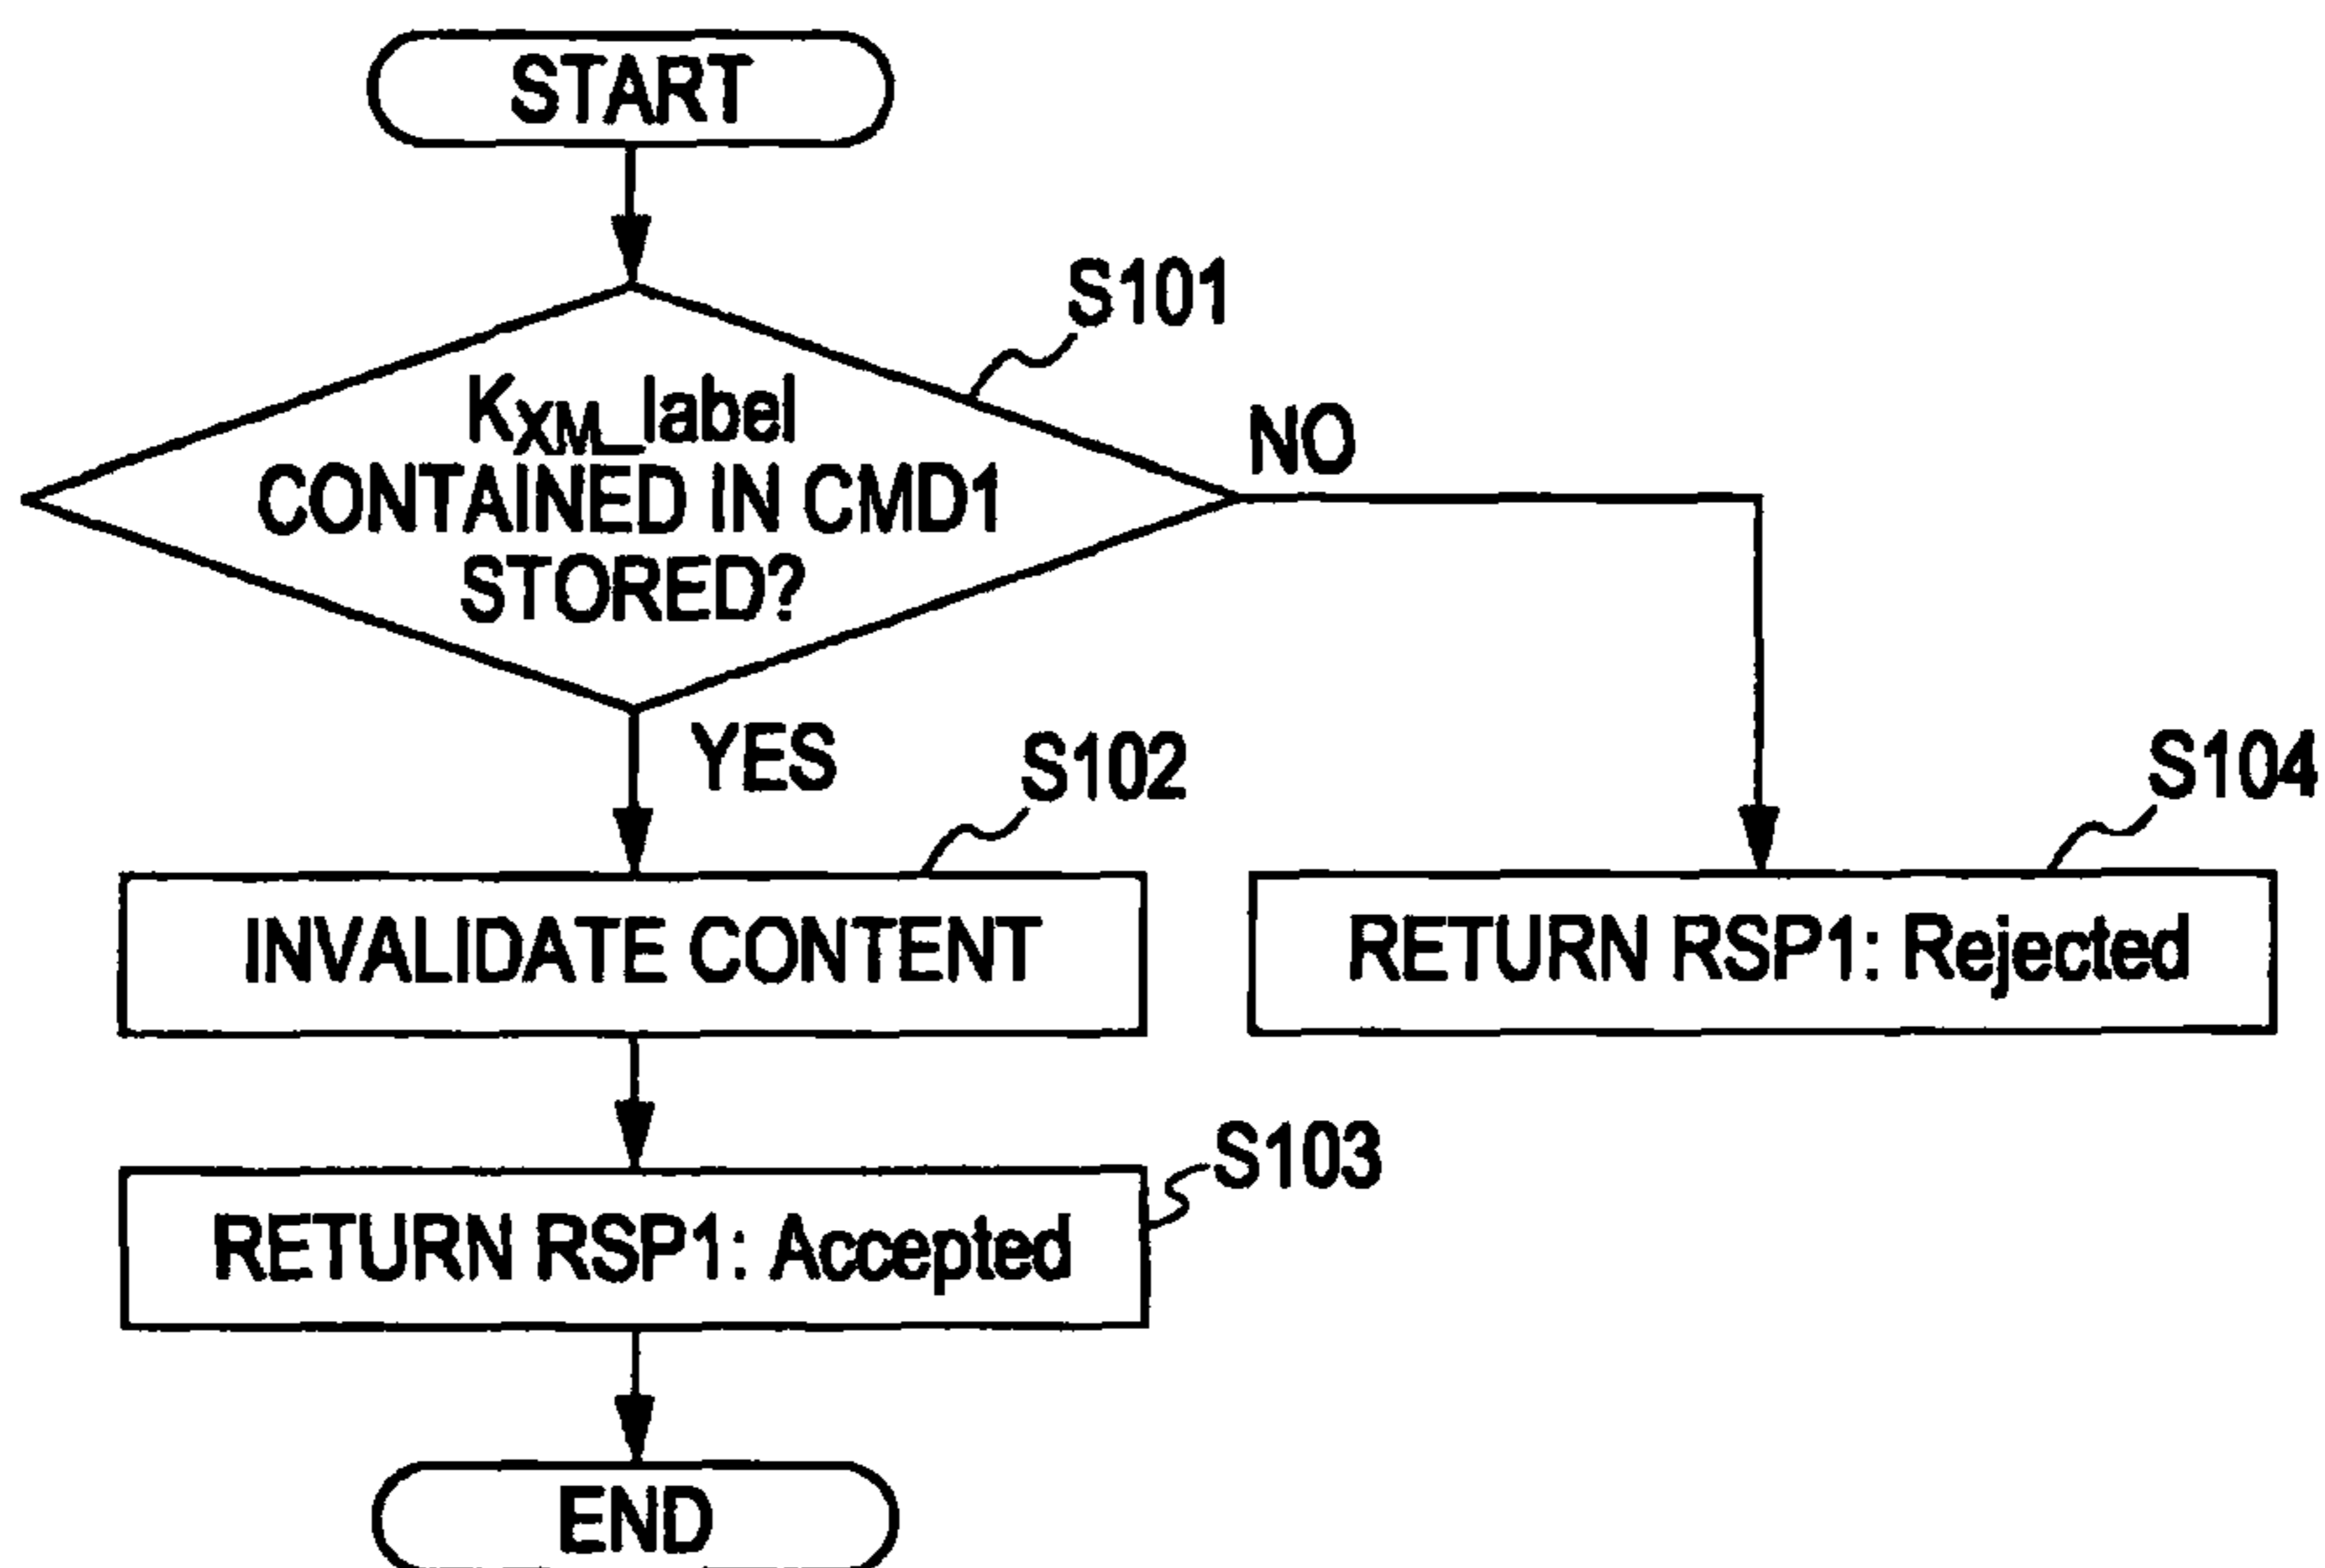 START
S101
KXM_label
CONTAINED IN CMD1
STORED?
NO
YES
S102
S104
INVALIDATE CONTENT
RETURN RSP1: Rejected
S103
RETURN RSP1: Accepted
END